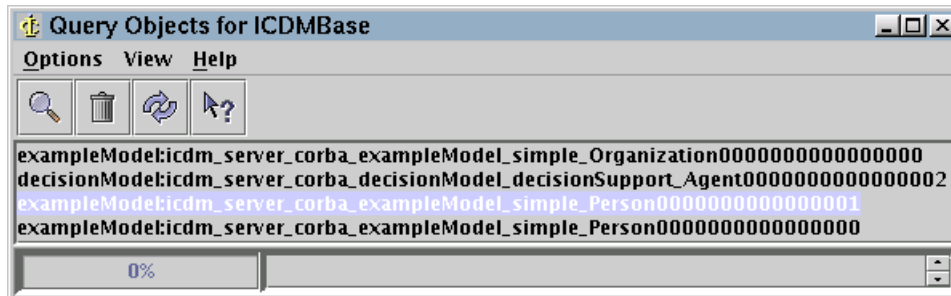 Query Objects for ICDMBase
Options View Help
exampleModel:icdm_server_corba_exampleModel_simple_Organization0000000000000000
decisionModel:icdm_server_corba_decisionModel_decisionSupport_Agent0000000000000002
exampleModel:icdm_server_corba_exampleModel_simple_Person0000000000000001
exampleModel:icdm_server_corba_exampleModel_simple_Person0000000000000000
0%